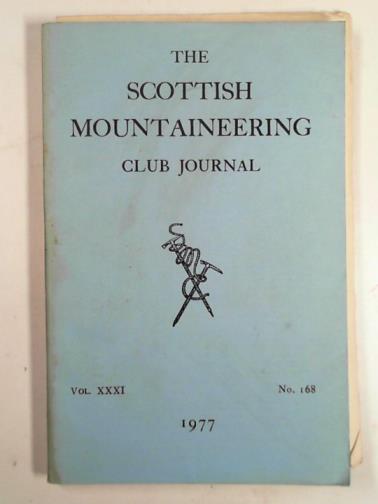 THE
SCOTTISH
MOUNTAINEERING
CLUB JOURNAL
VOL. XXXI No. 168
1977